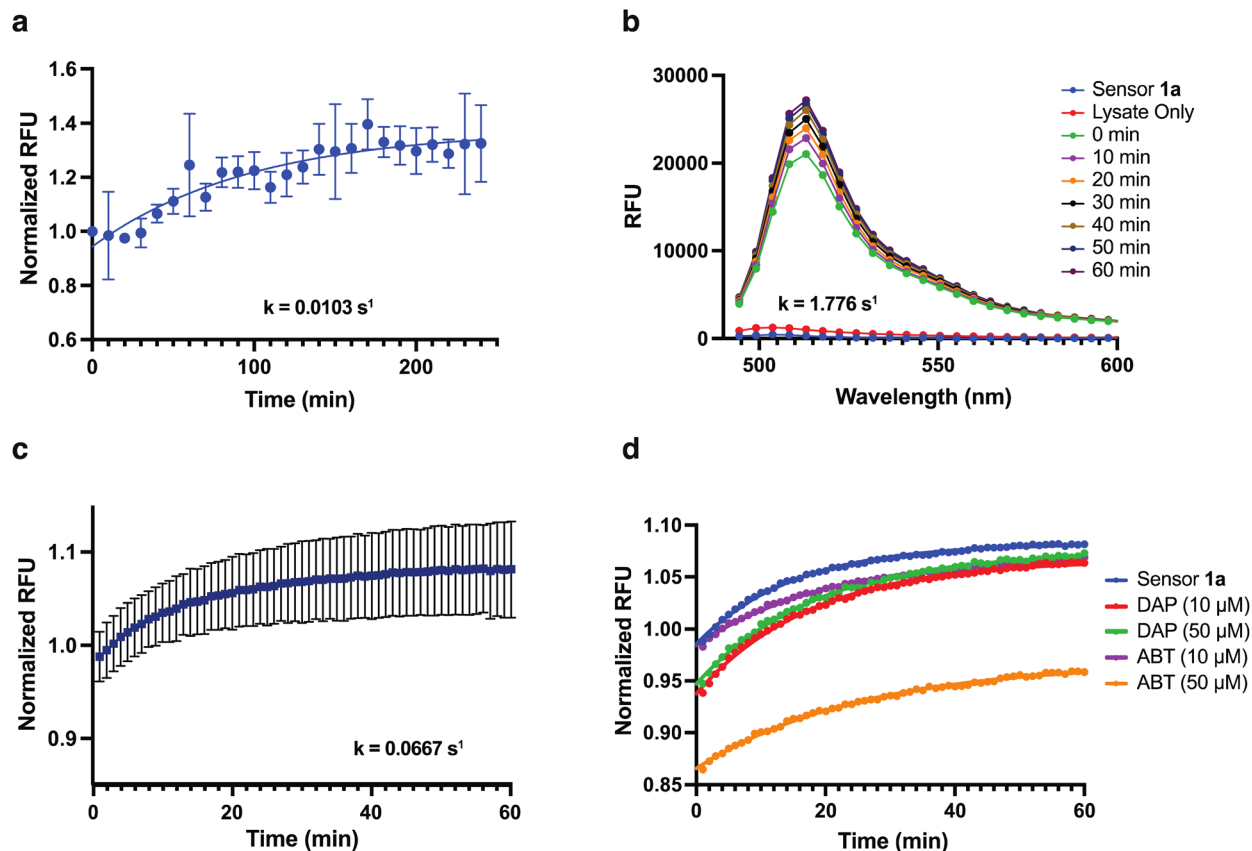 a
1.6
1.4
1.2
1.0
0.8
0.6
Normalized RFU
k = 0.0103 s¹
0
100
200
Time (min)
b
30000
20000
10000
0
RFU
k = 1.776 s¹
500
550
600
Wavelength (nm)
Sensor 1a
Lysate Only
0 min
10 min
20 min
30 min
40 min
50 min
60 min
c
1.1
1.0
0.9
Normalized RFU
k = 0.0667 s¹
0
20
40
60
Time (min)
d
1.10
1.05
1.00
0.95
0.90
0.85
Normalized RFU
0
20
40
60
Time (min)
Sensor 1a
DAP (10 µM)
DAP (50 µM)
ABT (10 µM)
ABT (50 µM)